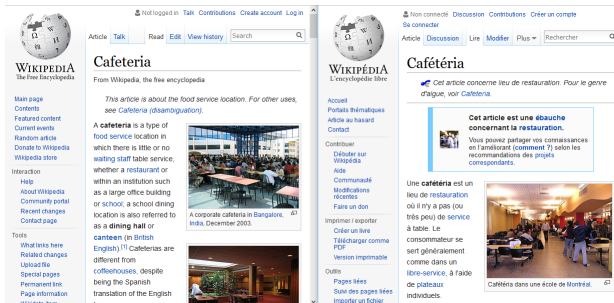 Not logged in Talk Contributions Create account Log in
Article Talk Read Edit View history Search
WIKIPEDIA
The Free Encyclopedia
Main page
Contents
Featured content
Current events
Random article
Donate to Wikipedia
Wikipedia store
Interaction
Help
About Wikipedia
Community portal
Recent changes
Contact page
Tools
What links here
Related changes
Upload file
Special pages
Permanent link
Page information
Cafeteria
From Wikipedia, the free encyclopedia
This article is about the food service location. For other uses,
see Cafeteria (disambiguation).
A cafeteria is a type of
food service location in
which there is little or no
waiting staff table service,
whether a restaurant or
within an institution such
as a large office building
or school; a school dining
location is also referred to
as a dining hall or
canteen (in British
English).[1] Cafeterias are
different from
coffeehouses, despite
being the Spanish
translation of the English
A corporate cafeteria in Bangalore,
India, December 2003.
Non connecté Discussion Contributions Créer un compte
Se connecter
Article Discussion Lire Modifier Plus Rechercher
WIKIPÉDIA
L'encyclopédie libre
Accueil
Portails thématiques
Article au hasard
Contact
Contribuer
Débuter sur
Wikipédia
Aide
Communauté
Modifications
récentes
Faire un don
Imprimer / exporter
Créer un livre
Télécharger comme
PDF
Version imprimable
Outils
Pages liées
Suivi des pages liées
Importer un fichier
Cafétéria
Cet article concerne lieu de restauration. Pour le genre
d'algue, voir Cafeteria.
Cet article est une ébauche
concernant la restauration.
Vous pouvez partager vos connaissances
en l'améliorant (comment ?) selon les
recommandations des projets
correspondants.
Une cafétéria est un
lieu de restauration
où il n'y a pas (ou
très peu) de service
à table. Le
consommateur se
sert généralement
comme dans un
libre-service, à l'aide
de plateaux
individuels.
Cafétéria dans une école de Montréal.